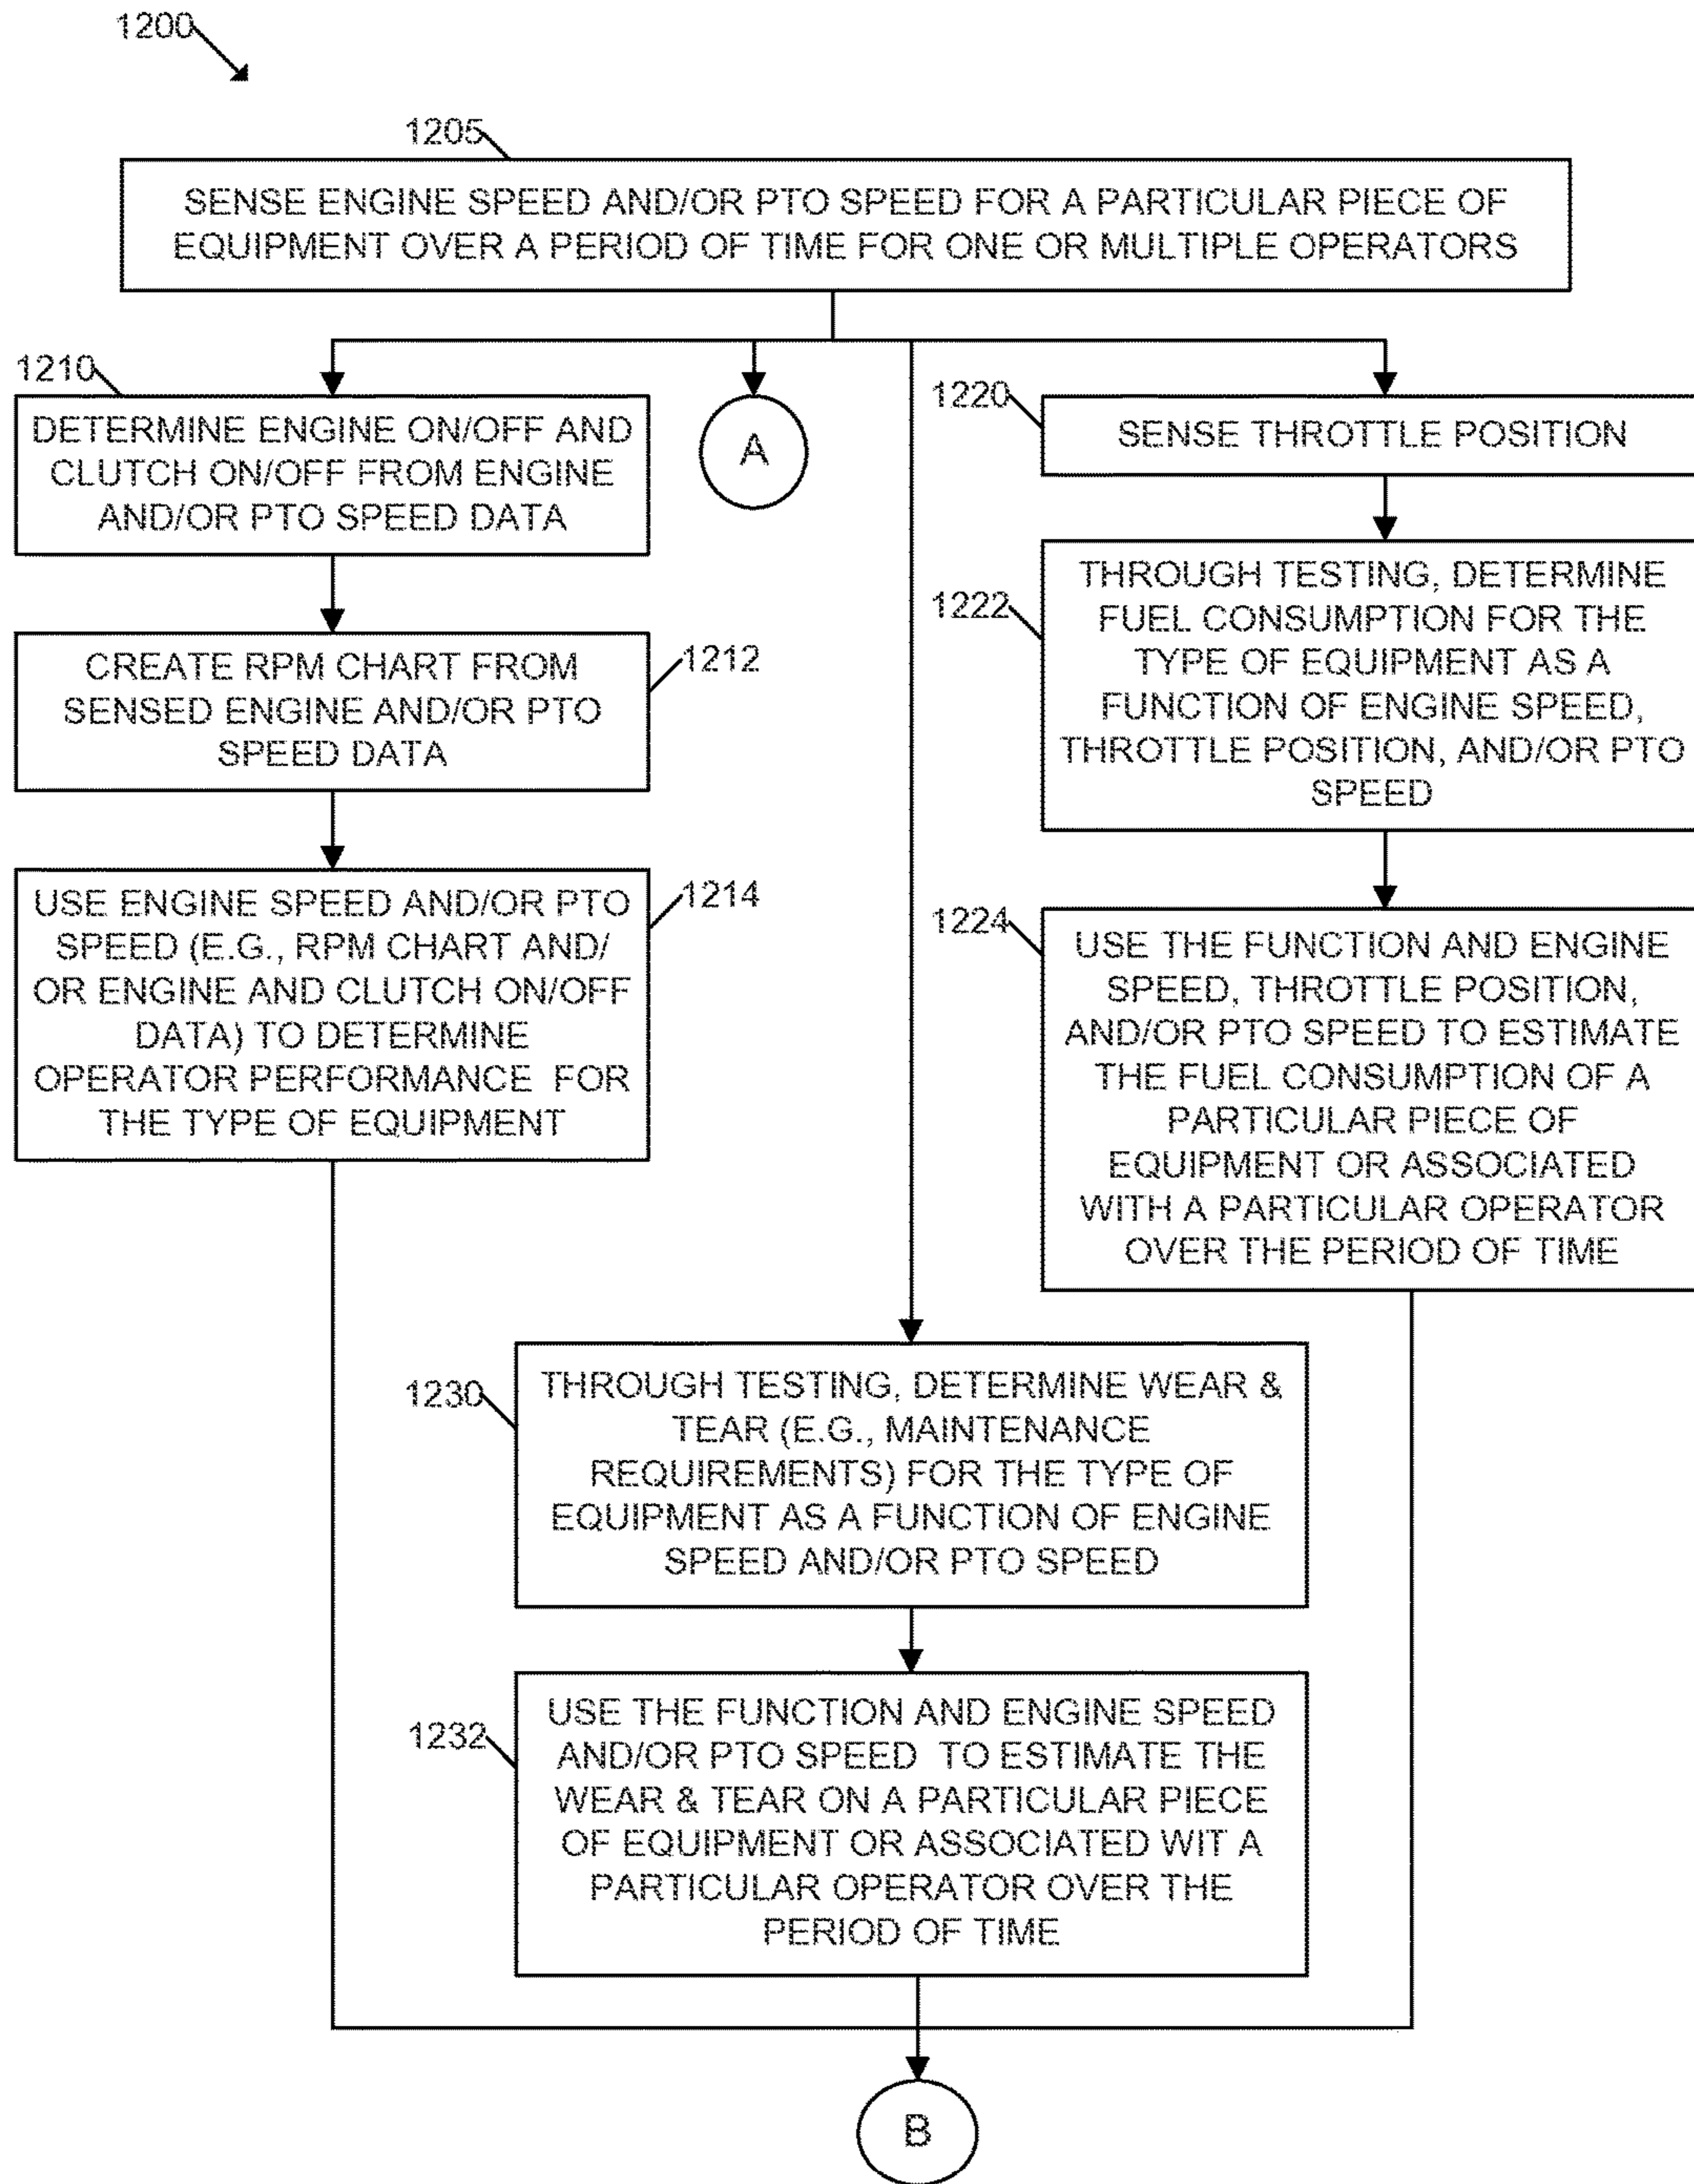 1200
1205
SENSE ENGINE SPEED AND/OR PTO SPEED FOR A PARTICULAR PIECE OF
EQUIPMENT OVER A PERIOD OF TIME FOR ONE OR MULTIPLE OPERATORS
1210
DETERMINE ENGINE ON/OFF AND
CLUTCH ON/OFF FROM ENGINE
AND/OR PTO SPEED DATA
A
1220
SENSE THROTTLE POSITION
1212
CREATE RPM CHART FROM
SENSED ENGINE AND/OR PTO
SPEED DATA
1222
THROUGH TESTING, DETERMINE
FUEL CONSUMPTION FOR THE
TYPE OF EQUIPMENT AS A
FUNCTION OF ENGINE SPEED,
THROTTLE POSITION, AND/OR PTO
SPEED
1214
USE ENGINE SPEED AND/OR PTO
SPEED (E.G., RPM CHART AND/
OR ENGINE AND CLUTCH ON/OFF
DATA) TO DETERMINE
OPERATOR PERFORMANCE FOR
THE TYPE OF EQUIPMENT
1224
USE THE FUNCTION AND ENGINE
SPEED, THROTTLE POSITION,
AND/OR PTO SPEED TO ESTIMATE
THE FUEL CONSUMPTION OF A
PARTICULAR PIECE OF
EQUIPMENT OR ASSOCIATED
WITH A PARTICULAR OPERATOR
OVER THE PERIOD OF TIME
1230
THROUGH TESTING, DETERMINE WEAR &
TEAR (E.G., MAINTENANCE
REQUIREMENTS) FOR THE TYPE OF
EQUIPMENT AS A FUNCTION OF ENGINE
SPEED AND/OR PTO SPEED
1232
USE THE FUNCTION AND ENGINE SPEED
AND/OR PTO SPEED TO ESTIMATE THE
WEAR & TEAR ON A PARTICULAR PIECE
OF EQUIPMENT OR ASSOCIATED WIT A
PARTICULAR OPERATOR OVER THE
PERIOD OF TIME
B